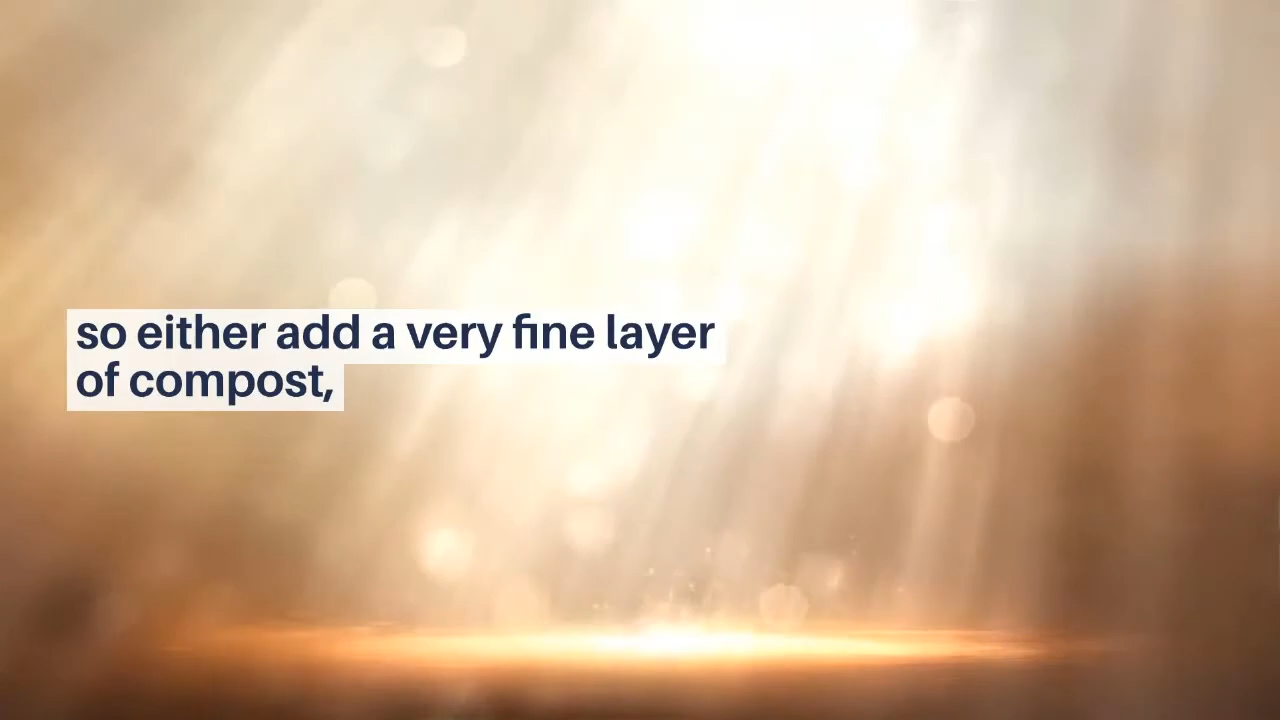 so either add a very fine layer
of compost,